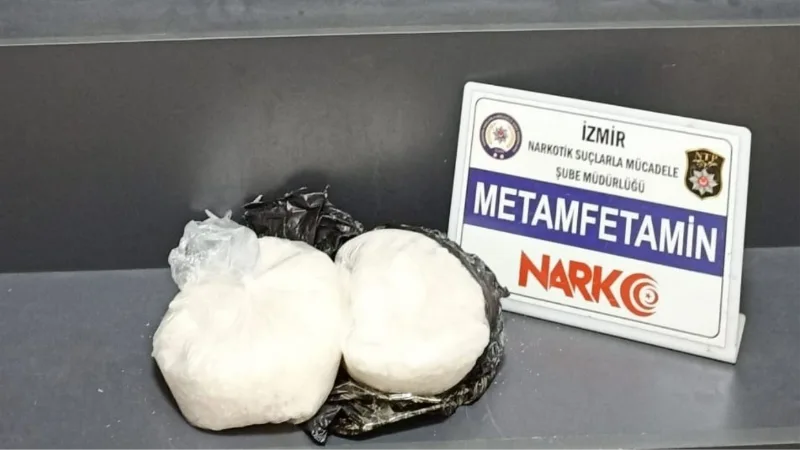 İZMİR
NARKOTİK SUÇLARLA MÜCADELE
ŞUBE MÜDÜRLÜĞÜ
METAMFETAMİN
NARKO